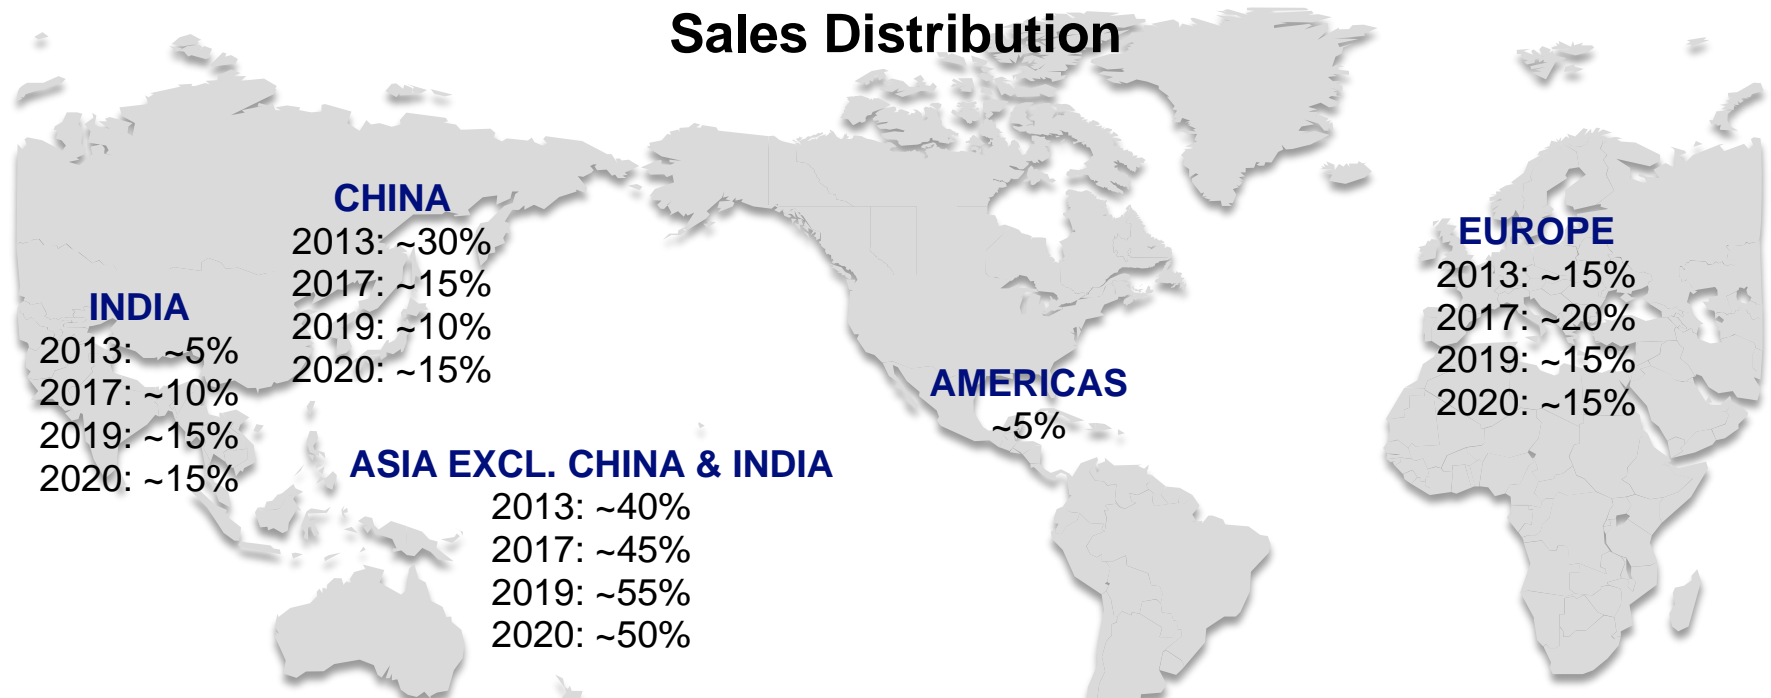 Sales Distribution
CHINA
2013: ~30%
2017: ~15%
2019: ~10%
2020: ~15%
INDIA
2013: ~5%
2017: ~10%
2019: ~15%
2020: ~15%
ASIA EXCL. CHINA & INDIA
2013: ~40%
2017: ~45%
2019: ~55%
2020: ~50%
AMERICAS
~5%
EUROPE
2013: ~15%
2017: ~20%
2019: ~15%
2020: ~15%